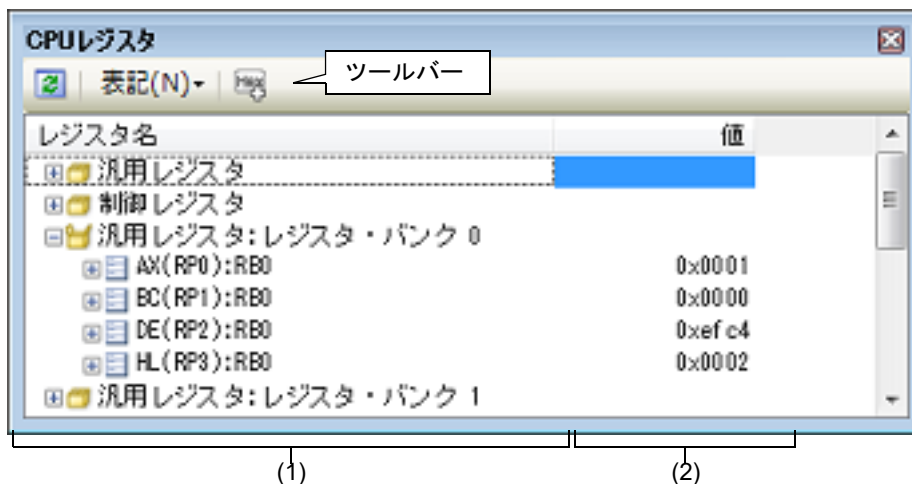 CPUレジスタ
表記(N)
Hex
ツールバー
レジスタ名 値
汎用レジスタ
制御レジスタ
汎用レジスタ:レジスタ・バンク 0
AX(RP0):RB0 0x0001
BC(RP1):RB0 0x0000
DE(RP2):RB0 0xefc4
HL(RP3):RB0 0x0002
汎用レジスタ:レジスタ・バンク 1
(1) (2)